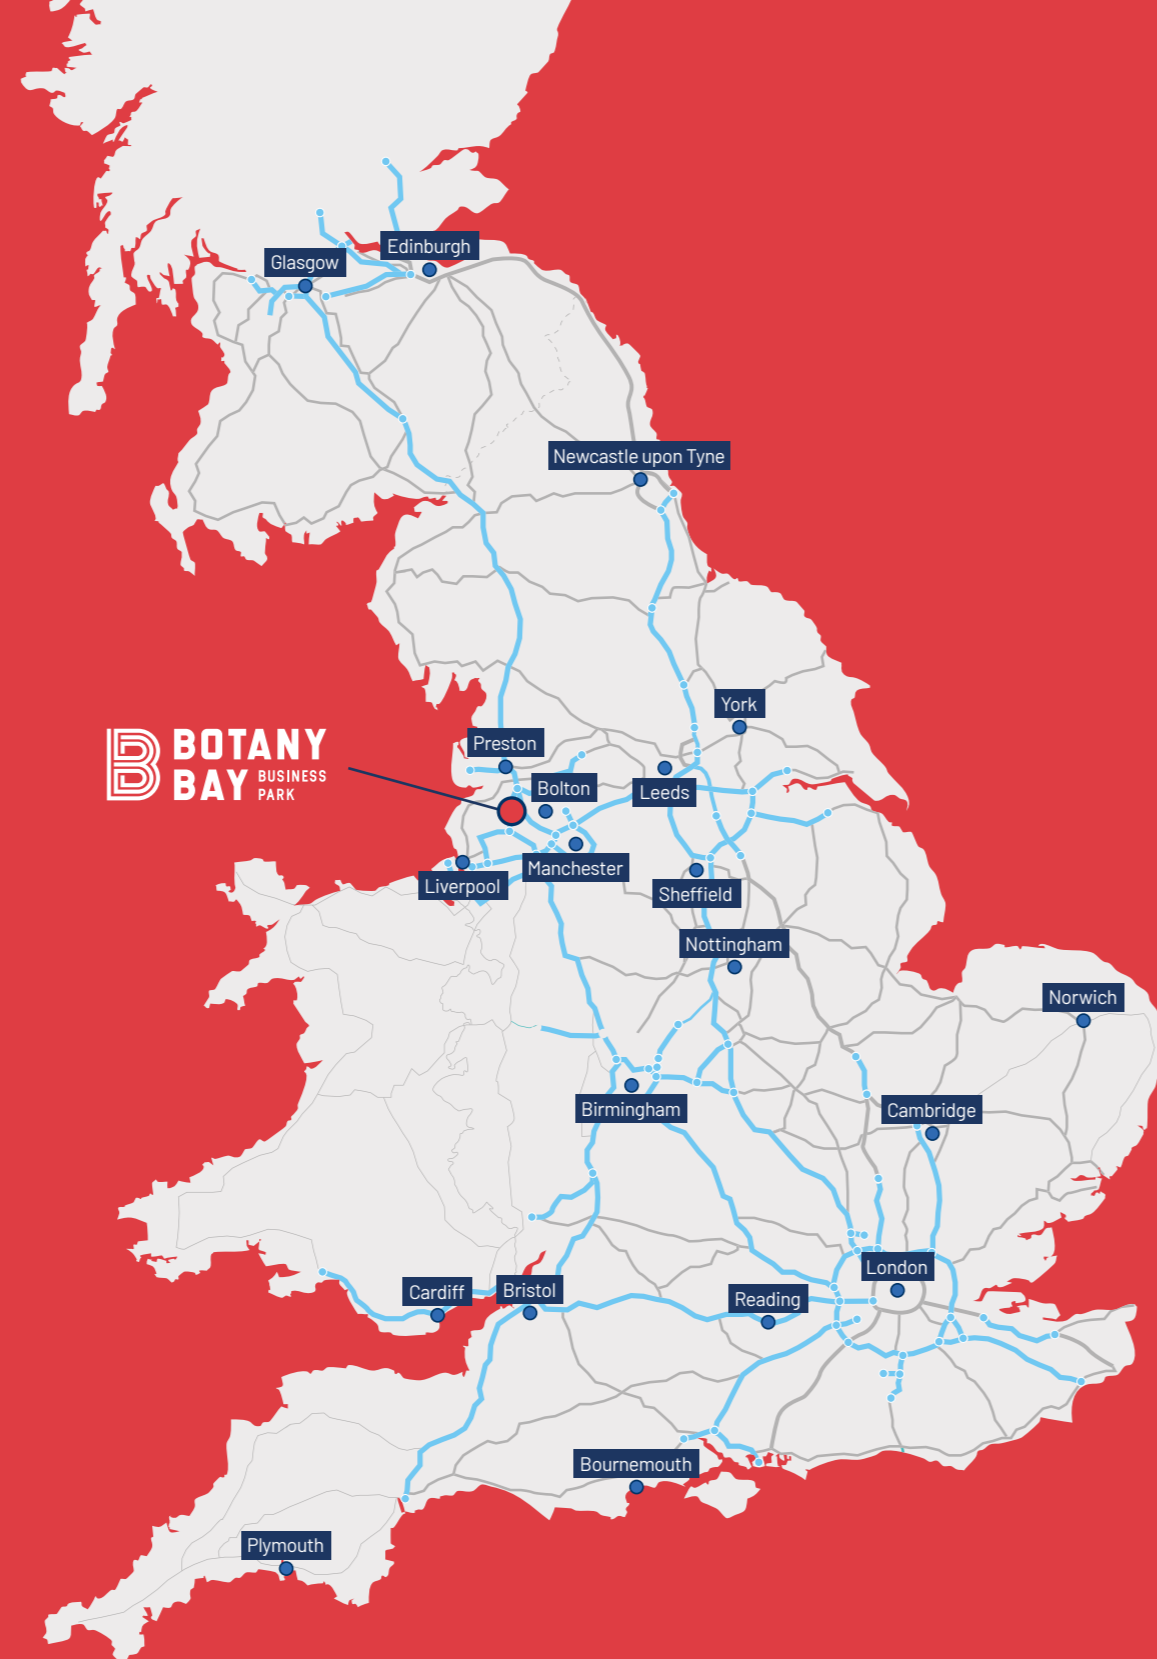 Edinburgh
Glasgow
Newcastle upon Tyne
York
BOTANY
BAY BUSINESS
PARK
Preston
Bolton
Leeds
Manchester
Liverpool
Sheffield
Nottingham
Norwich
Birmingham
Cambridge
London
Cardiff
Bristol
Reading
Bournemouth
Plymouth